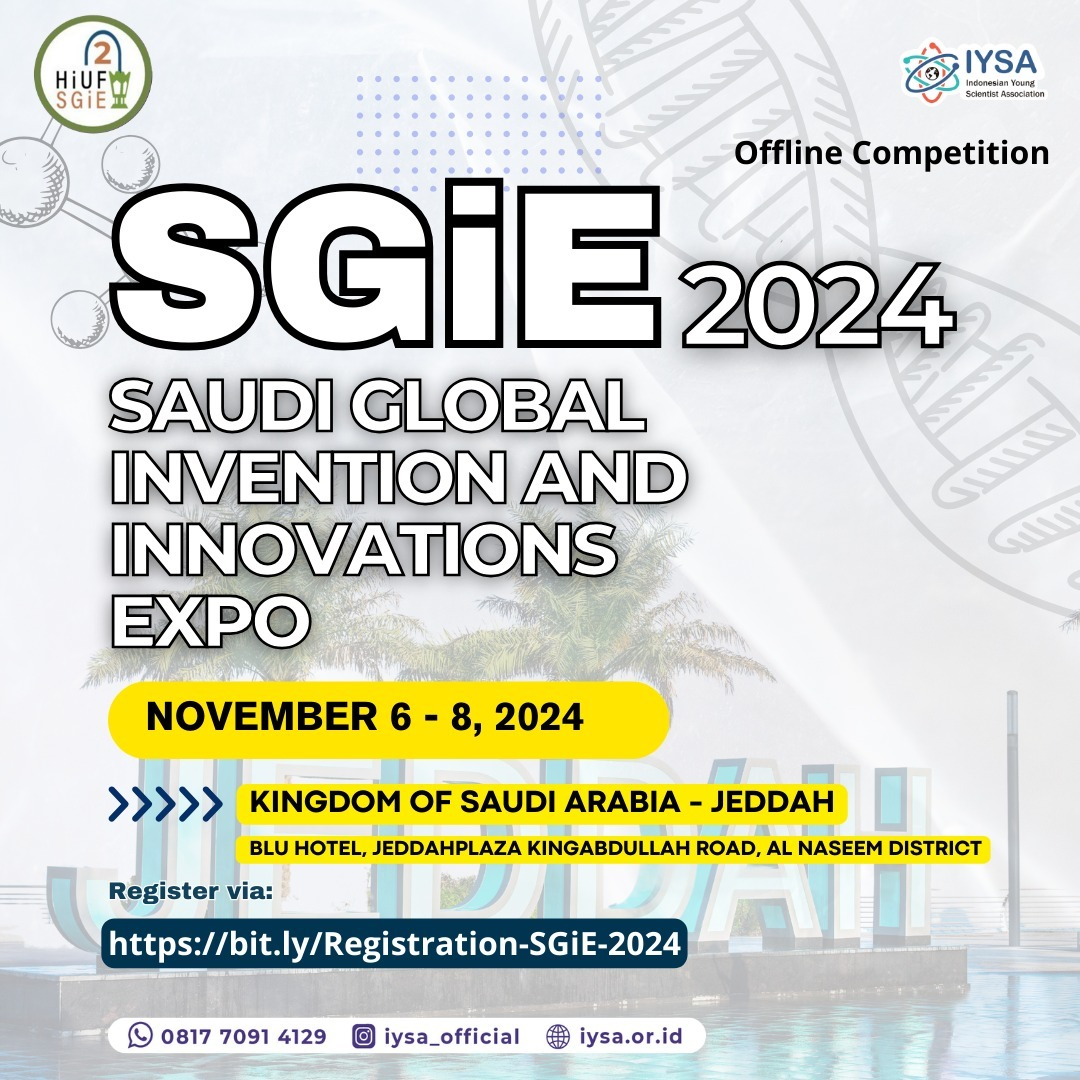 2
HiUF
SGiE
IYSA
Indonesian Young
Scientist Association
Offline Competition
SGiE 2024
SAUDI GLOBAL
INVENTION AND
INNOVATIONS
EXPO
NOVEMBER 6 - 8, 2024
KINGDOM OF SAUDI ARABIA - JEDDAH
BLU HOTEL, JEDDAHPLAZA KINGABDULLAH ROAD, AL NASEEM DISTRICT
JEDDAH
Register via:
https://bit.ly/Registration-SGiE-2024
0817 7091 4129 iysa_official iysa.or.id